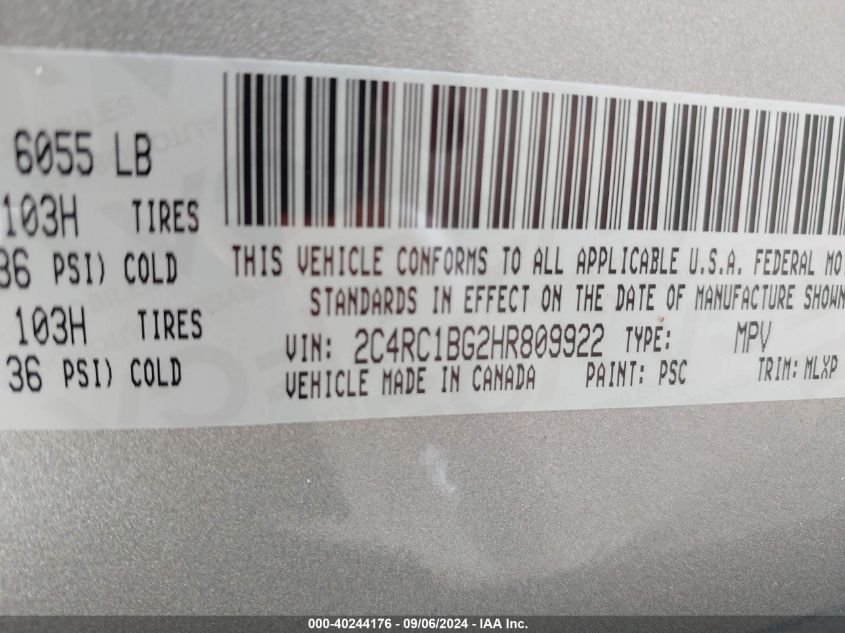 6055 LB
103H TIRES
36 PSI) COLD
103H TIRES
36 PSI) COLD
THIS VEHICLE CONFORMS TO ALL APPLICABLE U.S.A. FEDERAL MO
STANDARDS IN EFFECT ON THE DATE OF MANUFACTURE SHOWN
VIN: 2C4RC1BG2HR809922 TYPE: MPV
VEHICLE MADE IN CANADA PAINT: PSC TRIM: MLXP
000-40244176 - 09/06/2024 - IAA Inc.